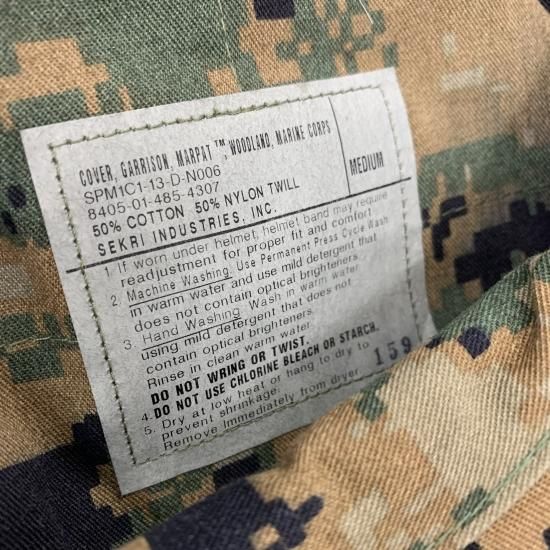 COVER, GARRISON, MARPAT ™, WOODLAND, MARINE CORPS
SPM1C1-13-D-N006
8405-01-485-4307
50% COTTON 50% NYLON TWILL
SEKRI INDUSTRIES, INC.
MEDIUM
1. If worn under helmet, helmet band may require
readjustment for proper fit and comfort
2. Machine Washing: Use Permanent Press Cycle Wash
in warm water and use mild detergent that
does not contain optical brighteners.
3. Hand Washing: Wash in warm water
using mild detergent that does not
contain optical brighteners
Rinse in clean warm water.
DO NOT WRING OR TWIST.
4. DO NOT USE CHLORINE BLEACH OR STARCH.
5. Dry at low heat or hang to dry to
prevent shrinkage.
Remove Immediately from dryer
159